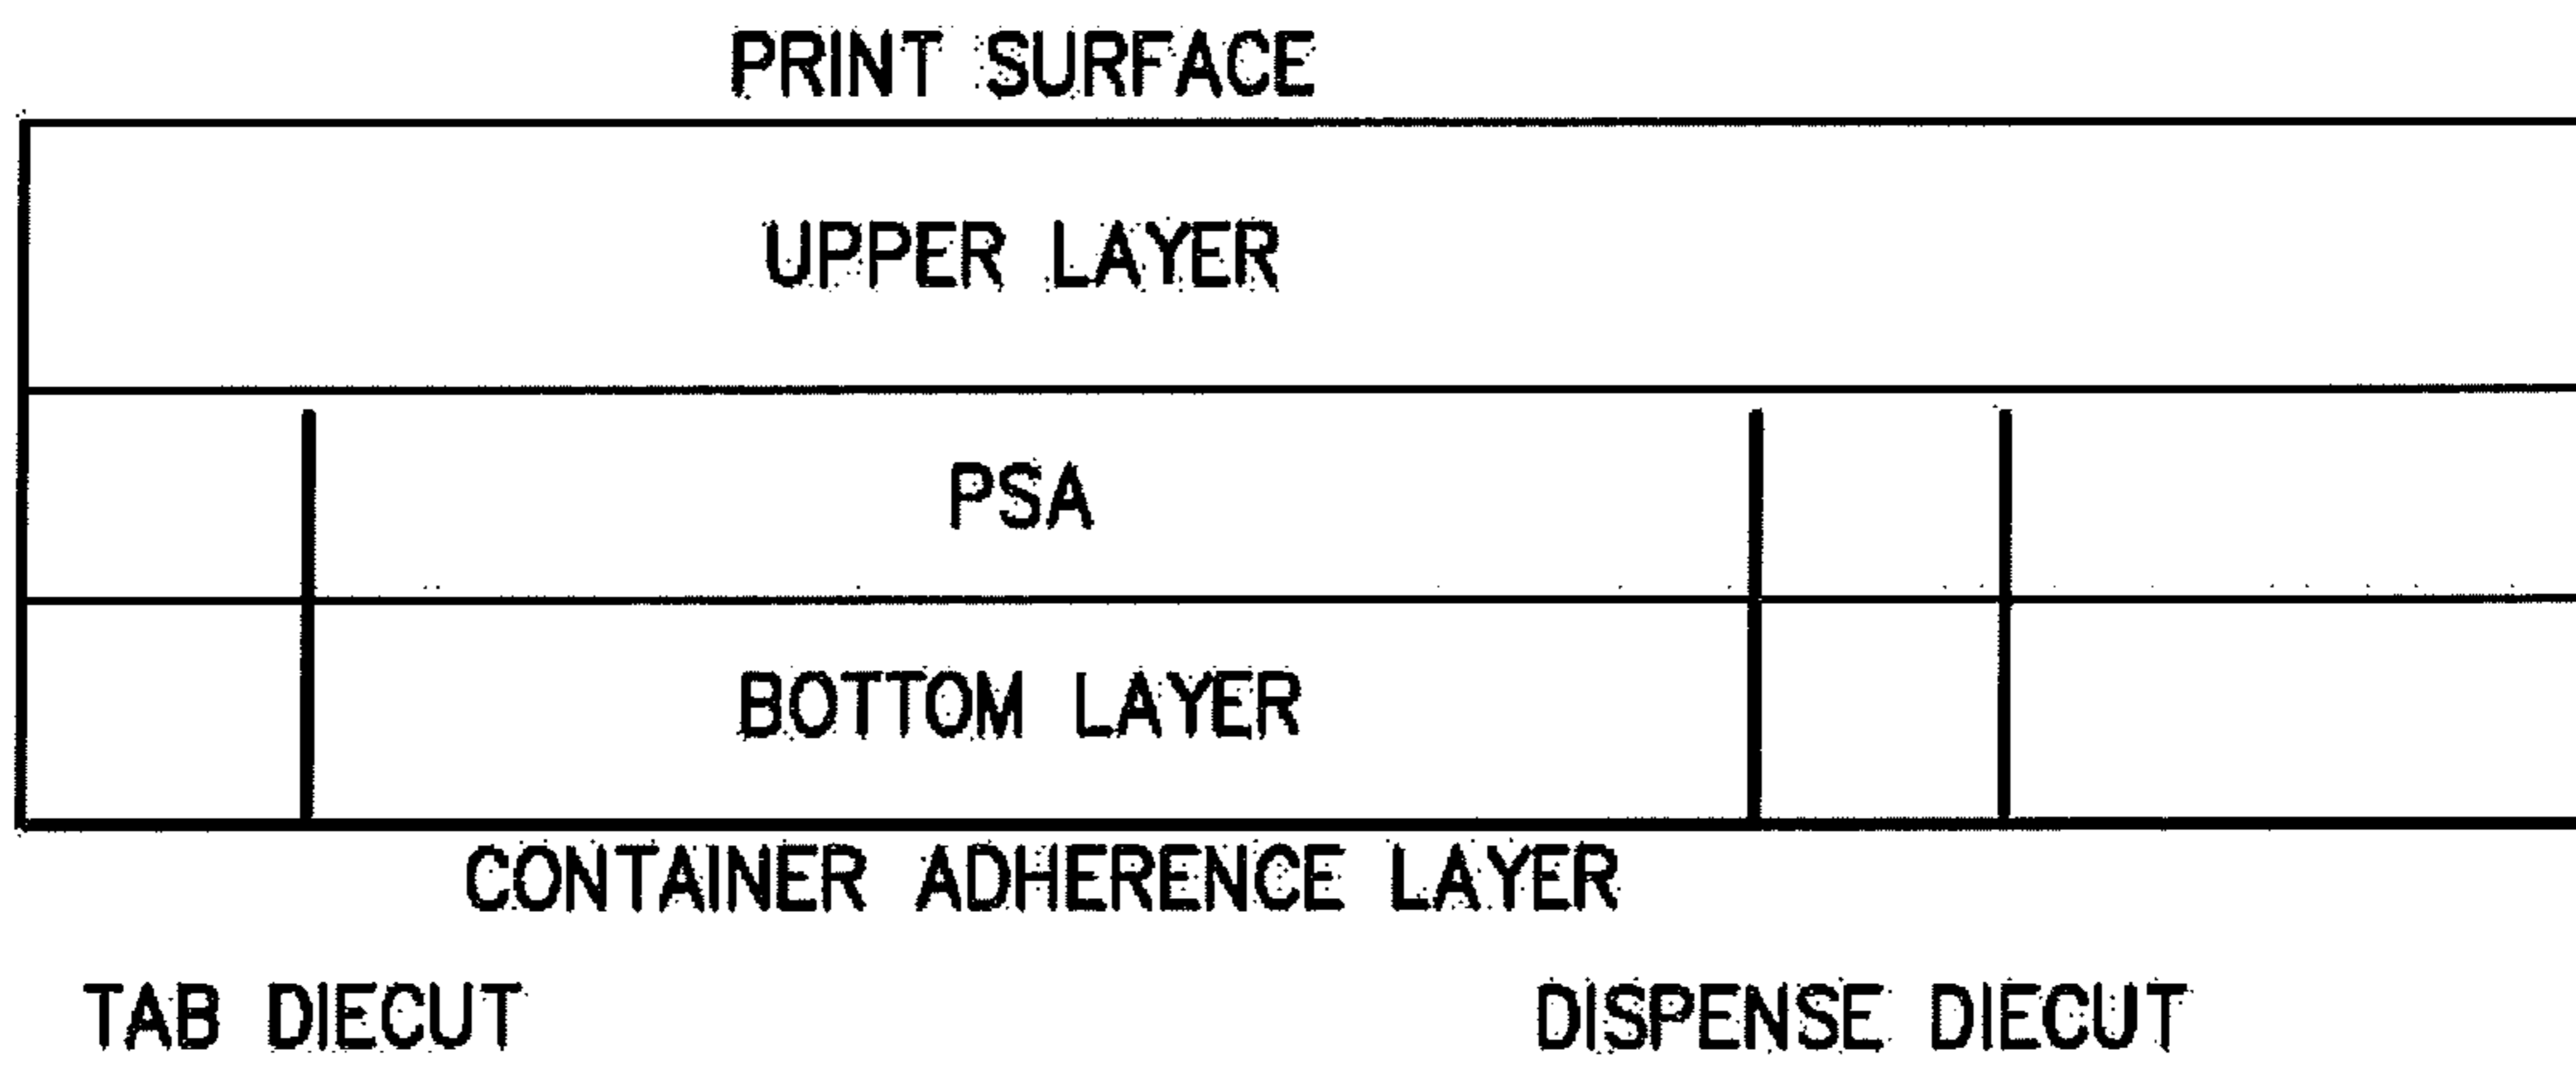 PRINT SURFACE
UPPER LAYER
PSA
BOTTOM LAYER
CONTAINER ADHERENCE LAYER
TAB DIECUT
DISPENSE DIECUT